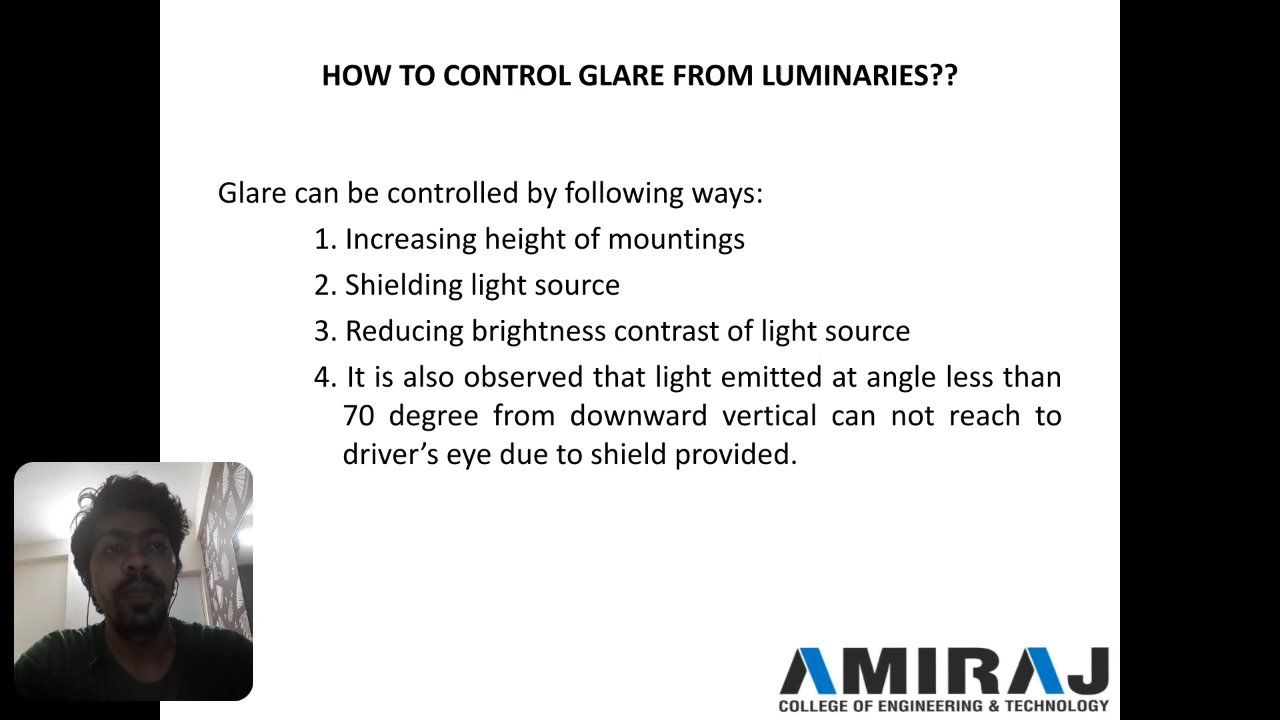 HOW TO CONTROL GLARE FROM LUMINARIES??
Glare can be controlled by following ways:
1. Increasing height of mountings
2. Shielding light source
3. Reducing brightness contrast of light source
4. It is also observed that light emitted at angle less than
70 degree from downward vertical can not reach to
driver’s eye due to shield provided.
AMIRAJ
COLLEGE OF ENGINEERING & TECHNOLOGY